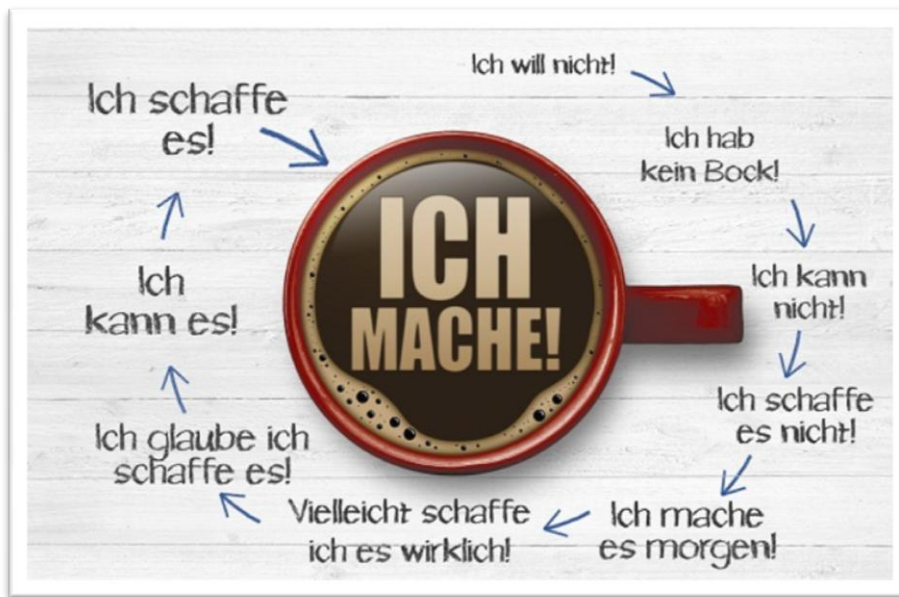 Ich will nicht!
Ich hab
kein Bock!
Ich kann
nicht!
Ich schaffe
es nicht!
Ich mache
es morgen!
Vielleicht schaffe
ich es wirklich!
Ich glaube ich
schaffe es!
Ich
kann es!
Ich schaffe
es!
ICH
MACHE!